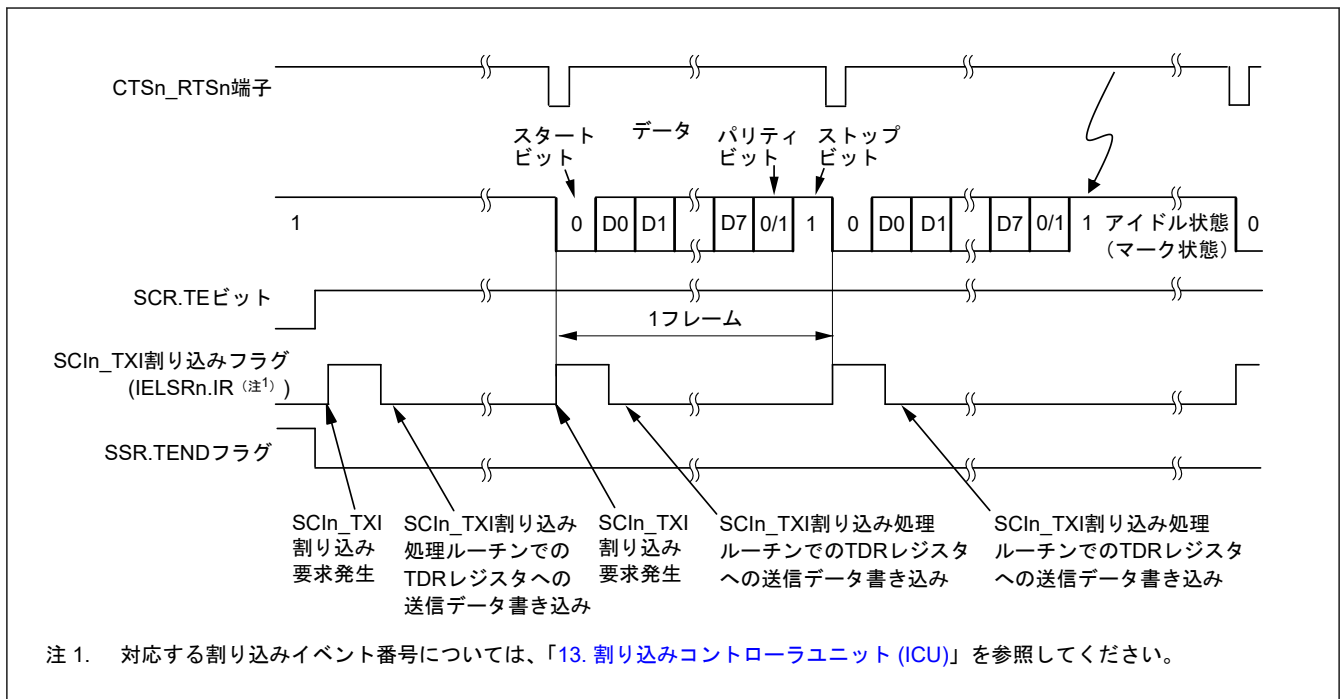 CTSn_RTSn端子
スタート
ビット
データ
パリティ
ビット
ストップ
ビット
1 0 D0 D1 D7 0/1 1 0 D0 D1 D7 0/1 1 アイドル状態 0
(マーク状態)
SCR.TEビット
1フレーム
SCIn_TXI割り込みフラグ
(IELSRn.IR (注1) )
SSR.TENDフラグ
SCIn_TXI
割り込み
要求発生
SCIn_TXI割り込み
処理ルーチンでの
TDRレジスタへの
送信データ書き込み
SCIn_TXI
割り込み
要求発生
SCIn_TXI割り込み処理
ルーチンでのTDRレジスタ
への送信データ書き込み
SCIn_TXI割り込み処理
ルーチンでのTDRレジスタ
への送信データ書き込み
注 1. 対応する割り込みイベント番号については、「13. 割り込みコントローラユニット (ICU)」を参照してください。